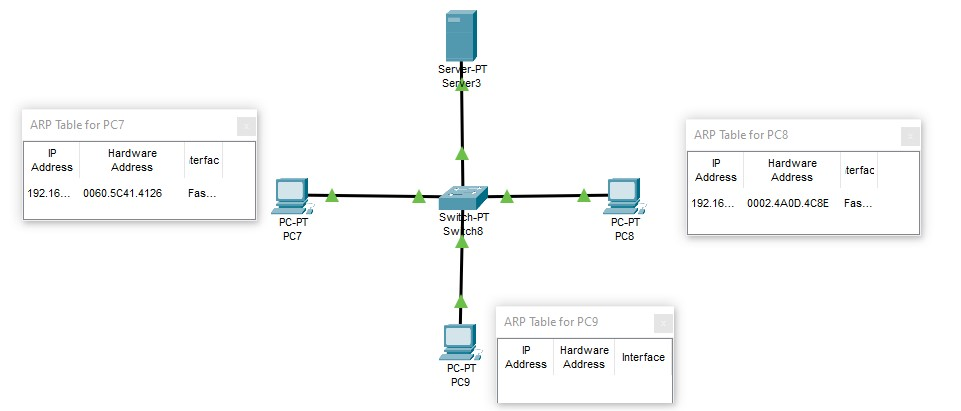 Server-PT
Server3
ARP Table for PC7
IP Address
Hardware Address
terfac
192.16...
0060.5C41.4126
Fas...
ARP Table for PC8
IP Address
Hardware Address
terfac
192.16...
0002.4A0D.4C8E
Fas...
PC-PT
PC7
Switch-PT
Switch8
PC-PT
PC8
PC-PT
PC9
ARP Table for PC9
IP Address
Hardware Address
Interface